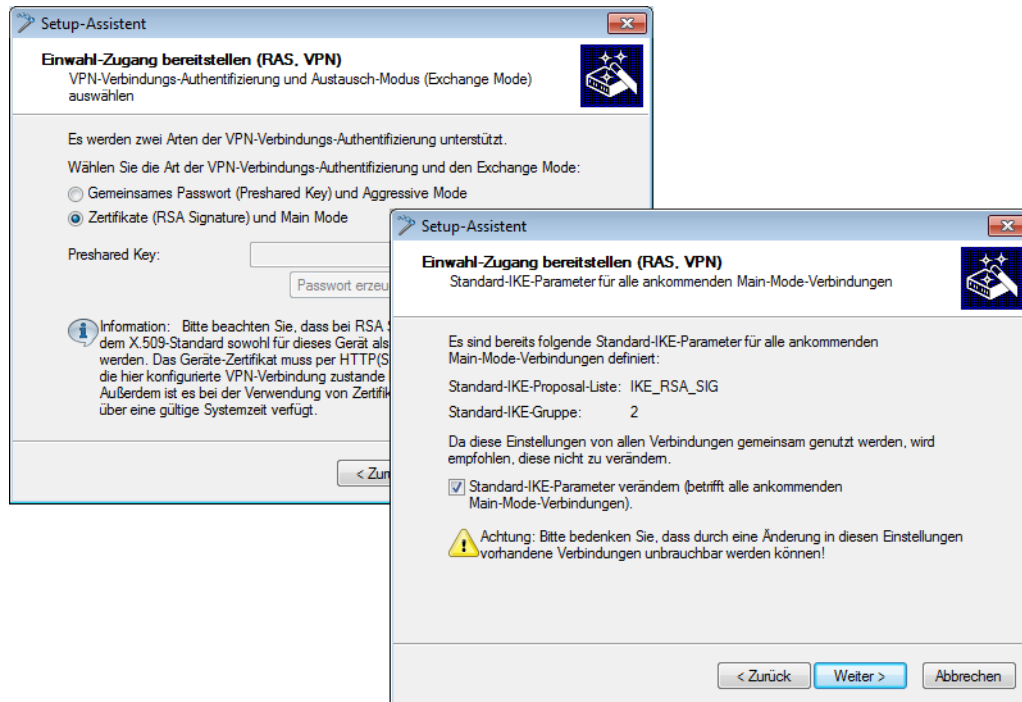 Setup-Assistent
Einwahl-Zugang bereitstellen (RAS, VPN)
VPN-Verbindungs-Authentifizierung und Austausch-Modus (Exchange Mode)
auswählen
Es werden zwei Arten der VPN-Verbindungs-Authentifizierung unterstützt.
Wählen Sie die Art der VPN-Verbindungs-Authentifizierung und den Exchange Mode:
Gemeinsames Passwort (Preshared Key) und Aggressive Mode
Zertifikate (RSA Signature) und Main Mode
Preshared Key:
Passwort erzeu
Information: Bitte beachten Sie, dass bei RSA S
dem X.509-Standard sowohl für dieses Gerät als
werden. Das Geräte-Zertifikat muss per HTTP(S
die hier konfigurierte VPN-Verbindung zustande
Außerdem ist es bei der Verwendung von Zertifik
über eine gültige Systemzeit verfügt.
< Zur
Setup-Assistent
Einwahl-Zugang bereitstellen (RAS, VPN)
Standard-IKE-Parameter für alle ankommenden Main-Mode-Verbindungen
Es sind bereits folgende Standard-IKE-Parameter für alle ankommenden
Main-Mode-Verbindungen definiert:
Standard-IKE-Proposal-Liste: IKE_RSA_SIG
Standard-IKE-Gruppe: 2
Da diese Einstellungen von allen Verbindungen gemeinsam genutzt werden, wird
empfohlen, diese nicht zu verändern.
Standard-IKE-Parameter verändern (betrifft alle ankommenden
Main-Mode-Verbindungen).
Achtung: Bitte bedenken Sie, dass durch eine Änderung in diesen Einstellungen
vorhandene Verbindungen unbrauchbar werden können!
< Zurück
Weiter >
Abbrechen